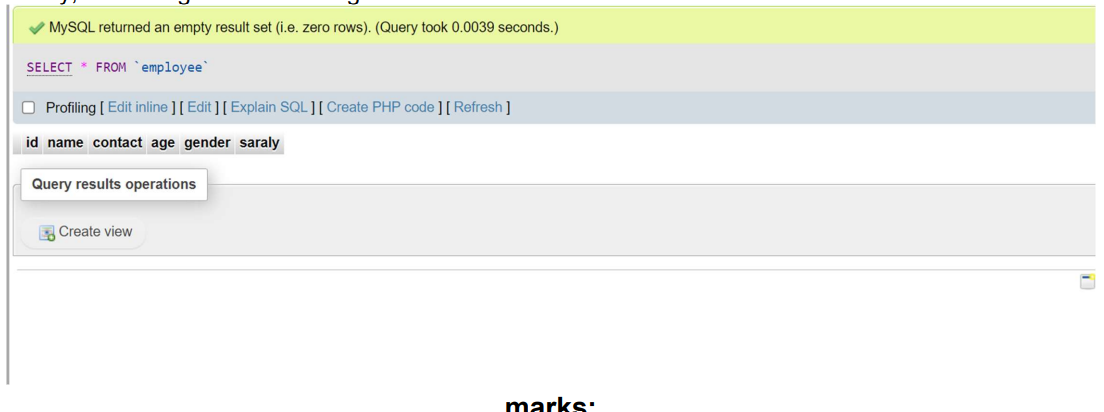 MySQL returned an empty result set (i.e. zero rows). (Query took 0.0039 seconds.)
SELECT * FROM `employee`
Profiling [ Edit inline ] [ Edit ] [ Explain SQL ] [ Create PHP code ] [ Refresh ]
id name contact age gender saraly
Query results operations
Create view
marks: